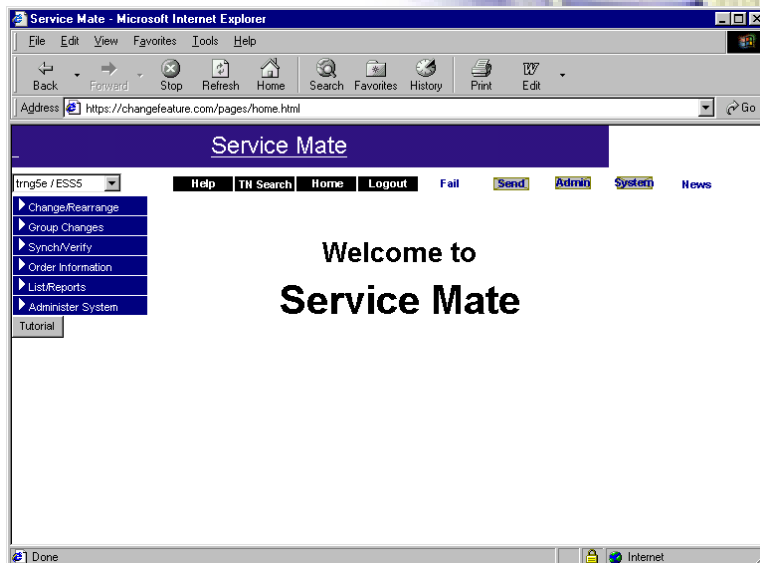 Service Mate - Microsoft Internet Explorer
File Edit View Favorites Tools Help
Back Forward Stop Refresh Home Search Favorites History Print Edit
Address https://changefeature.com/pages/home.html Go
Service Mate
trng5e / ESS5 Help TN Search Home Logout Fail Send Admin System News
Change/Rearrange
Group Changes
Synch/Verify
Order Information
List/Reports
Administer System
Tutorial
Welcome to
Service Mate
Done Internet